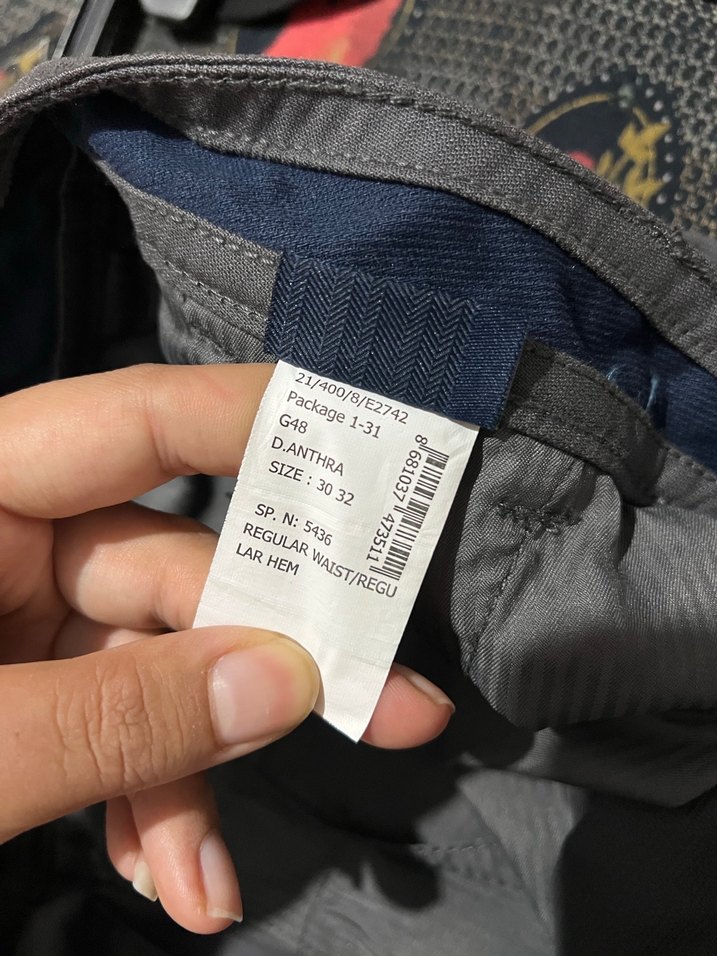 21/400/8/E2742
Package 1-31
G48
D.ANTHRA
SIZE : 30 32
SP. N: 5436
REGULAR WAIST/REGU
LAR HEM
8 681037 473511